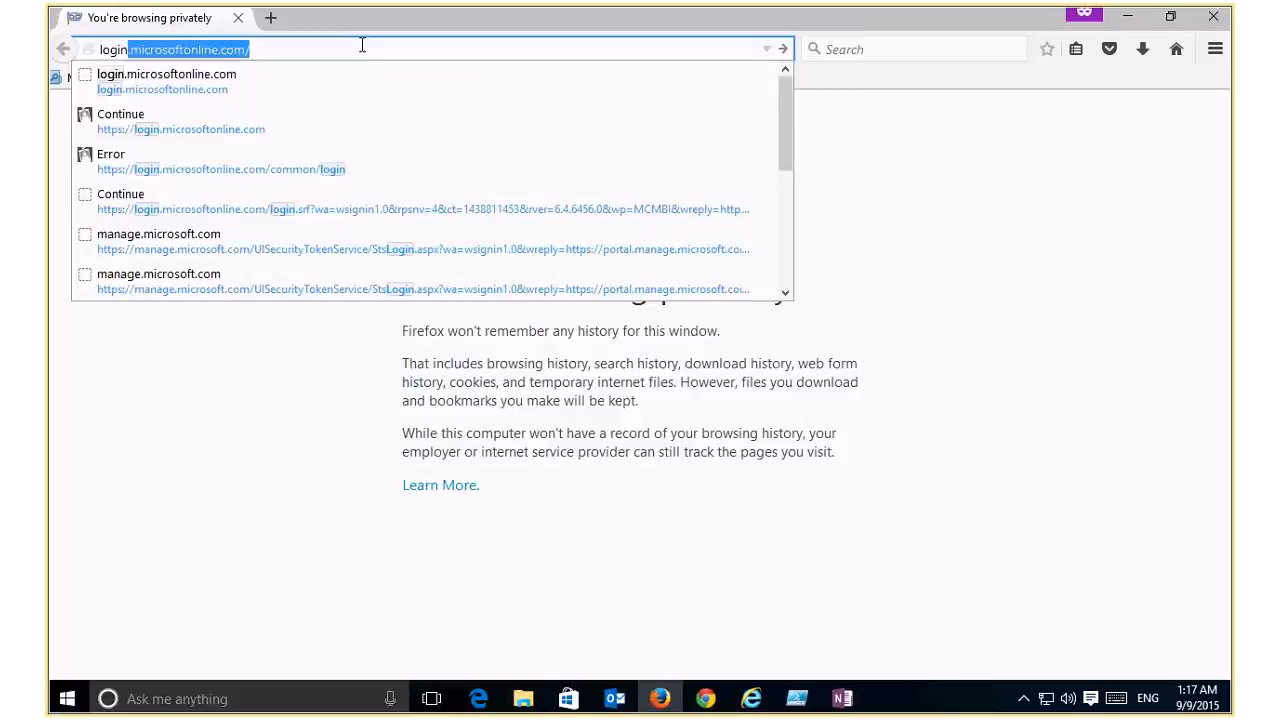 You're browsing privately
login.microsoftonline.com/
Search
login.microsoftonline.com
login.microsoftonline.com
Continue
https://login.microsoftonline.com
Error
https://login.microsoftonline.com/common/login
Continue
https://login.microsoftonline.com/login.srf?wa=wsignin1.0&rpsnv=4&ct=1438811453&rver=6.4.6456.0&wp=MCMBI&wreply=http...
manage.microsoft.com
https://manage.microsoft.com/UISecurityTokenService/StsLogin.aspx?wa=wsignin1.0&wreply=https://portal.manage.microsoft.co...
manage.microsoft.com
https://manage.microsoft.com/UISecurityTokenService/StsLogin.aspx?wa=wsignin1.0&wreply=https://portal.manage.microsoft.co...
Firefox won't remember any history for this window.
That includes browsing history, search history, download history, web form
history, cookies, and temporary internet files. However, files you download
and bookmarks you make will be kept.
While this computer won't have a record of your browsing history, your
employer or internet service provider can still track the pages you visit.
Learn More.
Ask me anything
ENG
1:17 AM
9/9/2015